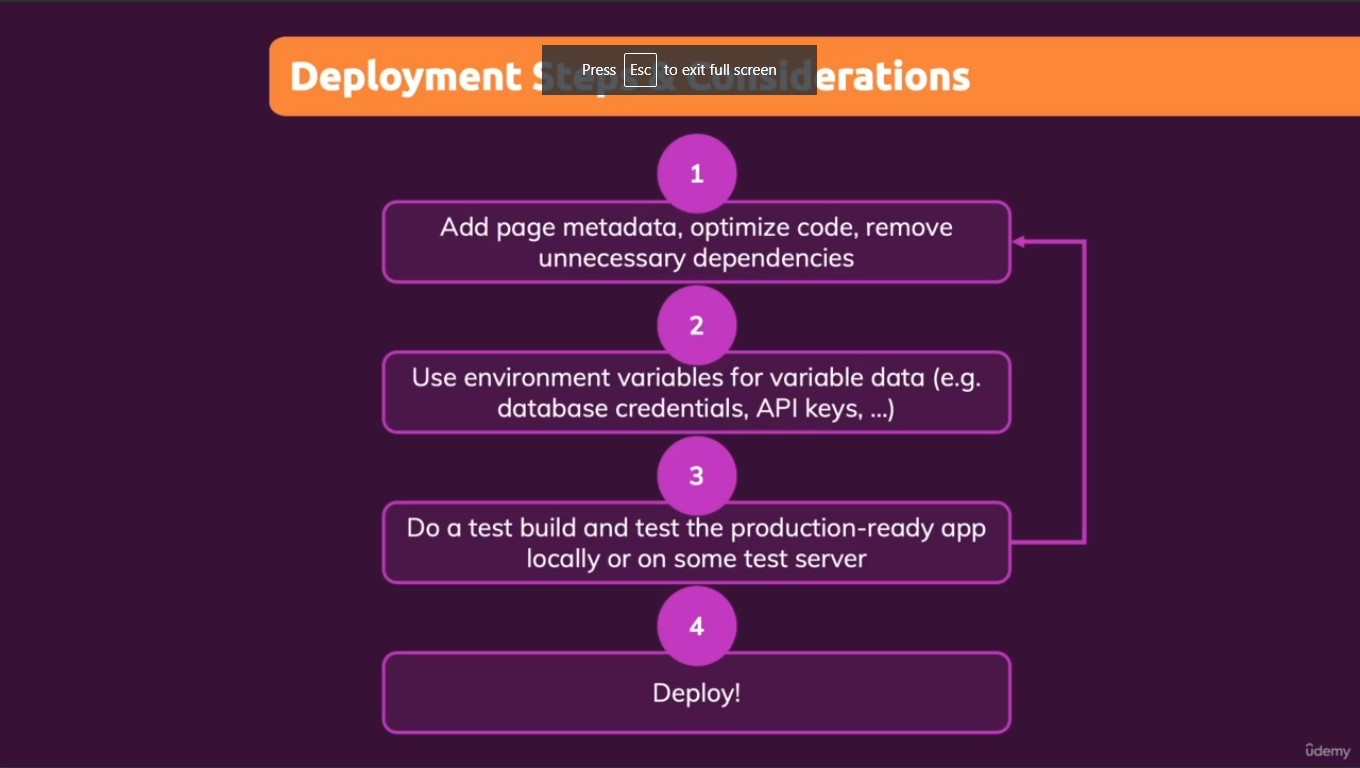 Deployment Steps & Considerations
Press Esc to exit full screen
1
Add page metadata, optimize code, remove
unnecessary dependencies
2
Use environment variables for variable data (e.g.
database credentials, API keys, ...)
3
Do a test build and test the production-ready app
locally or on some test server
4
Deploy!
ûdemy